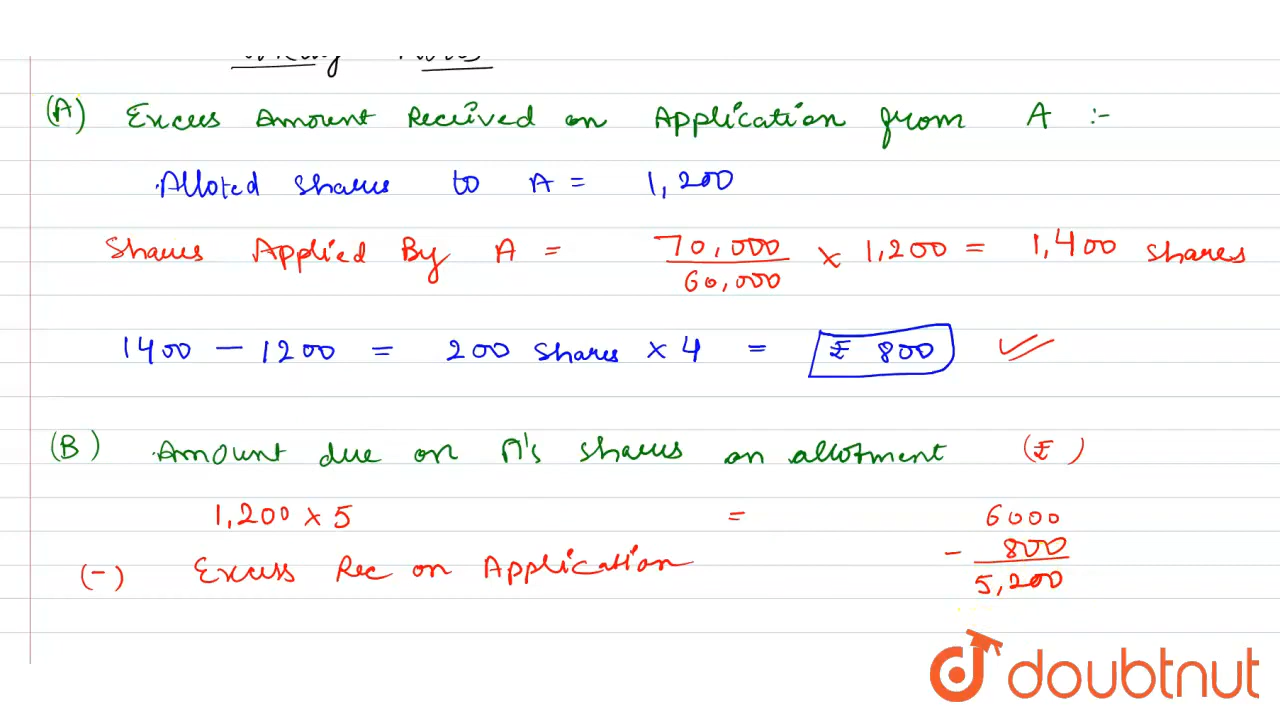 (A) Excess Amount Received on Application from A :-
Alloted shares to A = 1,200
Shares Applied By A = 70,000/60,000 × 1,200 = 1,400 shares
1400 - 1200 = 200 shares × 4 = ₹ 800
(B) Amount due on A's shares on allotment (₹)
1,200 × 5 = 6000
(-) Excess Rec on Application - 800
5,200
doubtnut